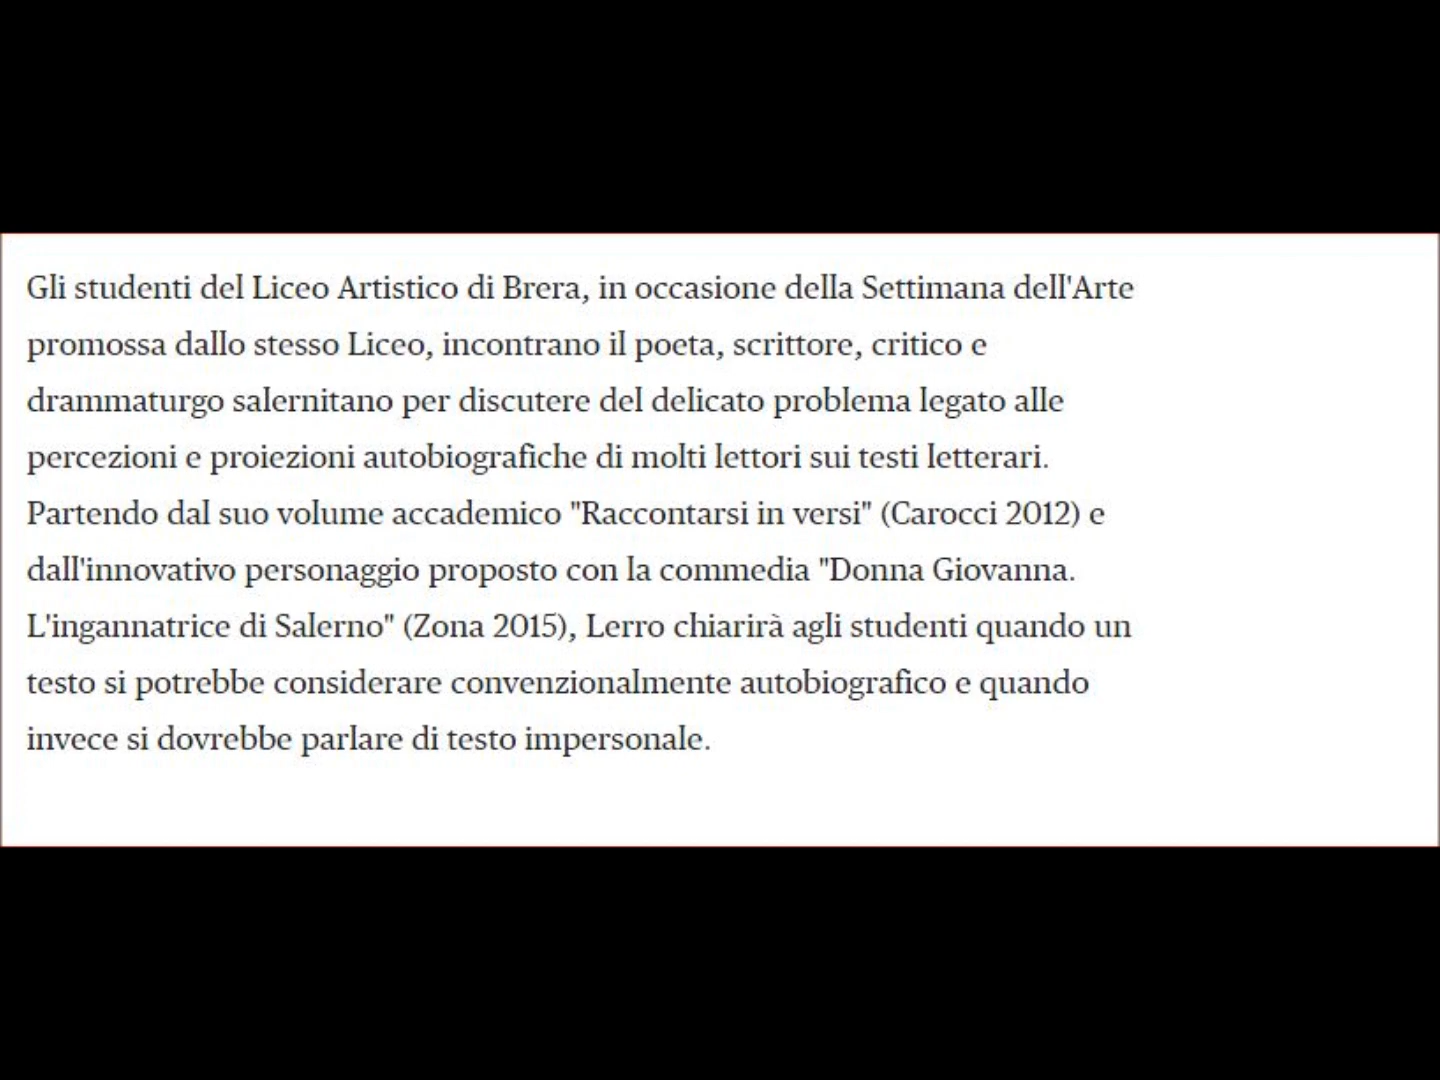 Gli studenti del Liceo Artistico di Brera, in occasione della Settimana dell'Arte
promossa dallo stesso Liceo, incontrano il poeta, scrittore, critico e
drammaturgo salernitano per discutere del delicato problema legato alle
percezioni e proiezioni autobiografiche di molti lettori sui testi letterari.
Partendo dal suo volume accademico "Raccontarsi in versi" (Carocci 2012) e
dall'innovativo personaggio proposto con la commedia "Donna Giovanna.
L'ingannatrice di Salerno" (Zona 2015), Lerro chiarirà agli studenti quando un
testo si potrebbe considerare convenzionalmente autobiografico e quando
invece si dovrebbe parlare di testo impersonale.